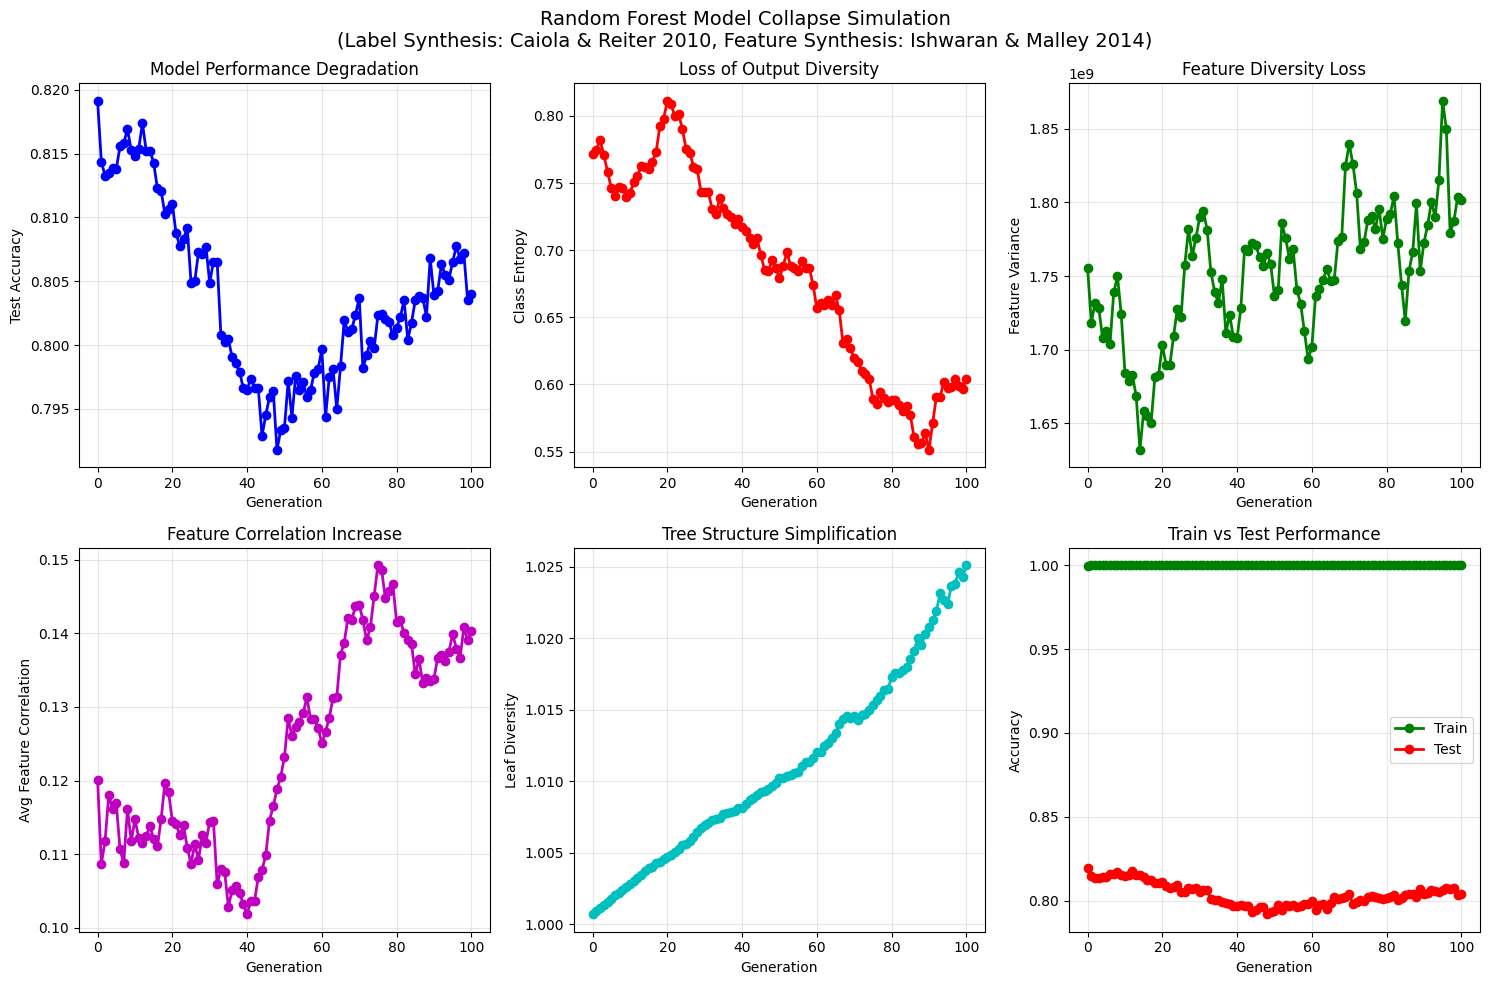 Random Forest Model Collapse Simulation
(Label Synthesis: Caiola & Reiter 2010, Feature Synthesis: Ishwaran & Malley 2014)
Model Performance Degradation
0.820
0.815
0.810
0.805
0.800
0.795
Test Accuracy
0 20 40 60 80 100
Generation
Loss of Output Diversity
0.80
0.75
0.70
0.65
0.60
0.55
Class Entropy
0 20 40 60 80 100
Generation
Feature Diversity Loss
1e9
1.85
1.80
1.75
1.70
1.65
Feature Variance
0 20 40 60 80 100
Generation
Feature Correlation Increase
0.15
0.14
0.13
0.12
0.11
0.10
Avg Feature Correlation
0 20 40 60 80 100
Generation
Tree Structure Simplification
1.025
1.020
1.015
1.010
1.005
1.000
Leaf Diversity
0 20 40 60 80 100
Generation
Train vs Test Performance
1.00
0.95
0.90
0.85
0.80
Accuracy
Train
Test
0 20 40 60 80 100
Generation